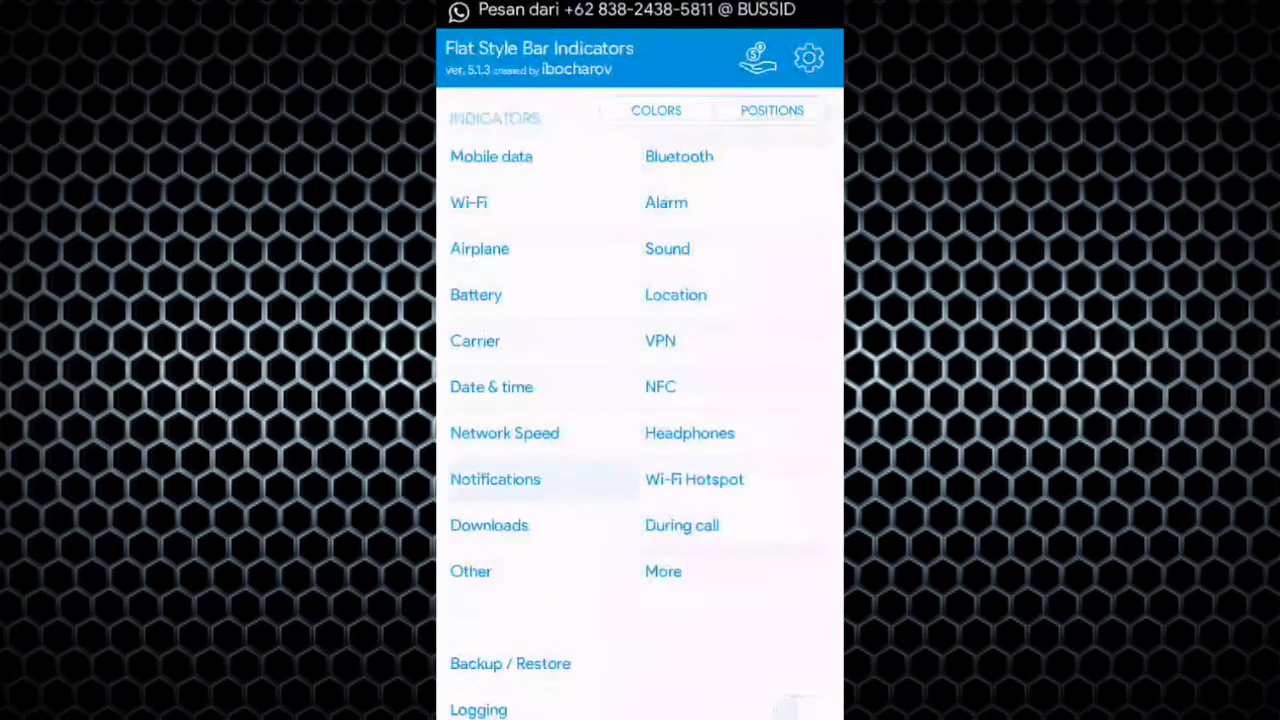 Pesan dari +62 838-2438-5811 @ BUSSID
Flat Style Bar Indicators
ver. 5.1.3 created by ibocharov
INDICATORS
COLORS
POSITIONS
Mobile data
Bluetooth
Wi-Fi
Alarm
Airplane
Sound
Battery
Location
Carrier
VPN
Date & time
NFC
Network Speed
Headphones
Notifications
Wi-Fi Hotspot
Downloads
During call
Other
More
Backup / Restore
Logging